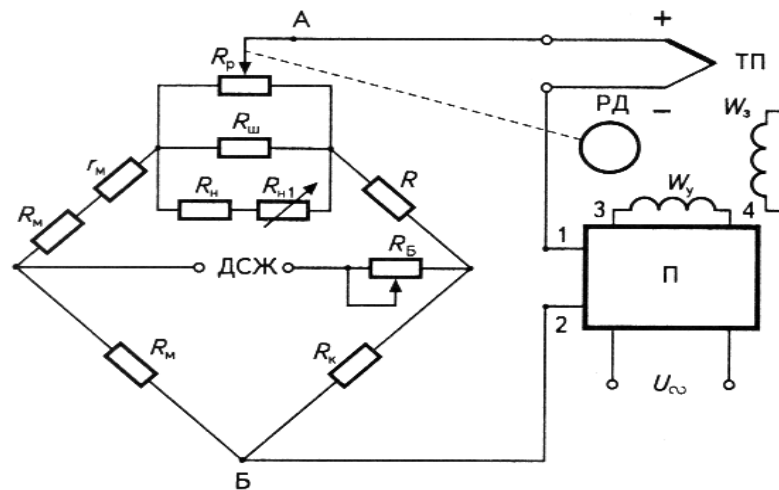 А
+
R_р
ТП
РД
−
W_з
R_ш
r_м
R_н
R_н1
R
W_у
3
4
R_м
1
R_Б
ДСЖ
П
2
R_м
R_к
U_~
Б